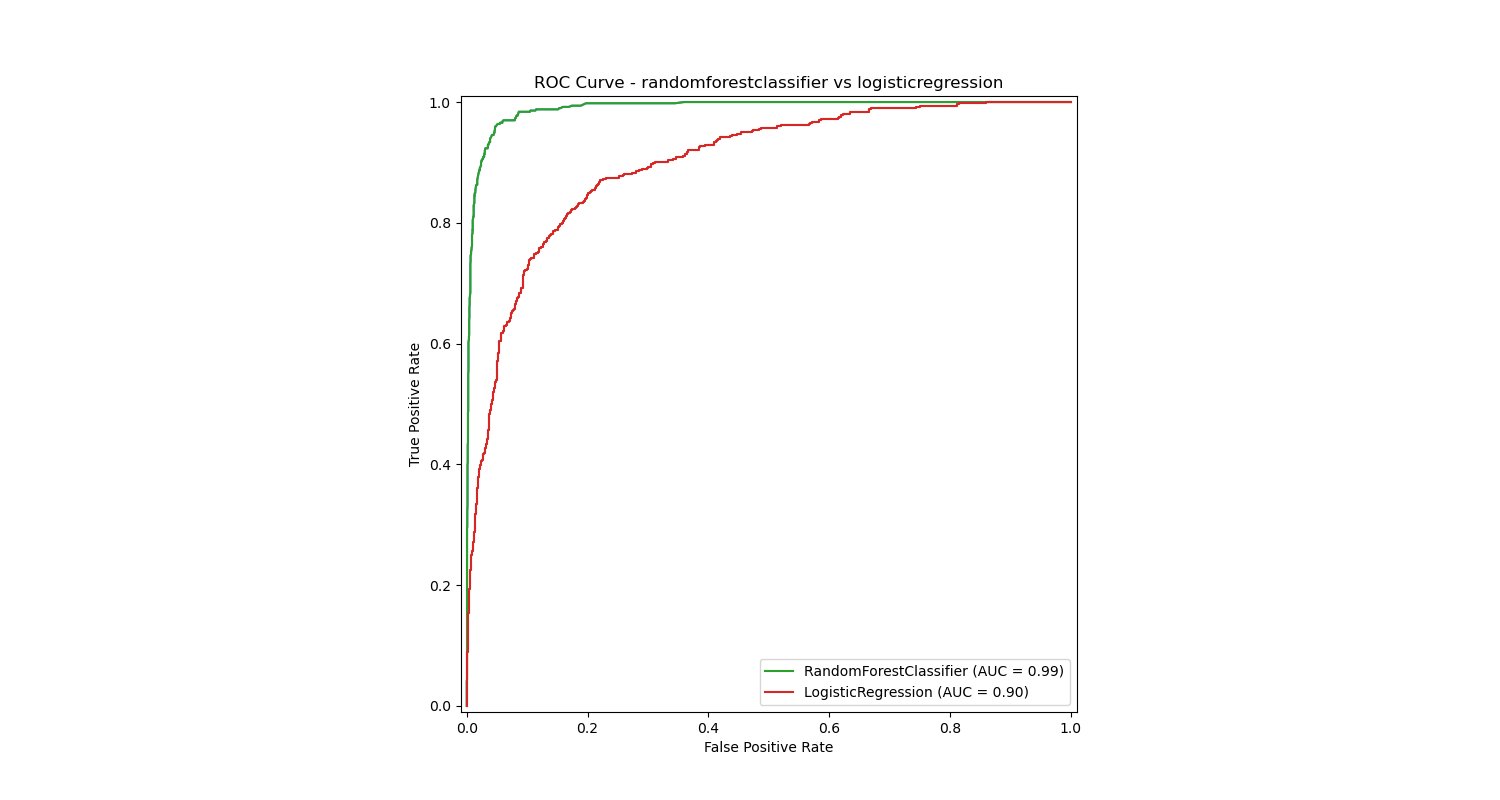 ROC Curve - randomforestclassifier vs logisticregression
True Positive Rate
1.0
0.8
0.6
0.4
0.2
0.0
RandomForestClassifier (AUC = 0.99)
LogisticRegression (AUC = 0.90)
0.0 0.2 0.4 0.6 0.8 1.0
False Positive Rate